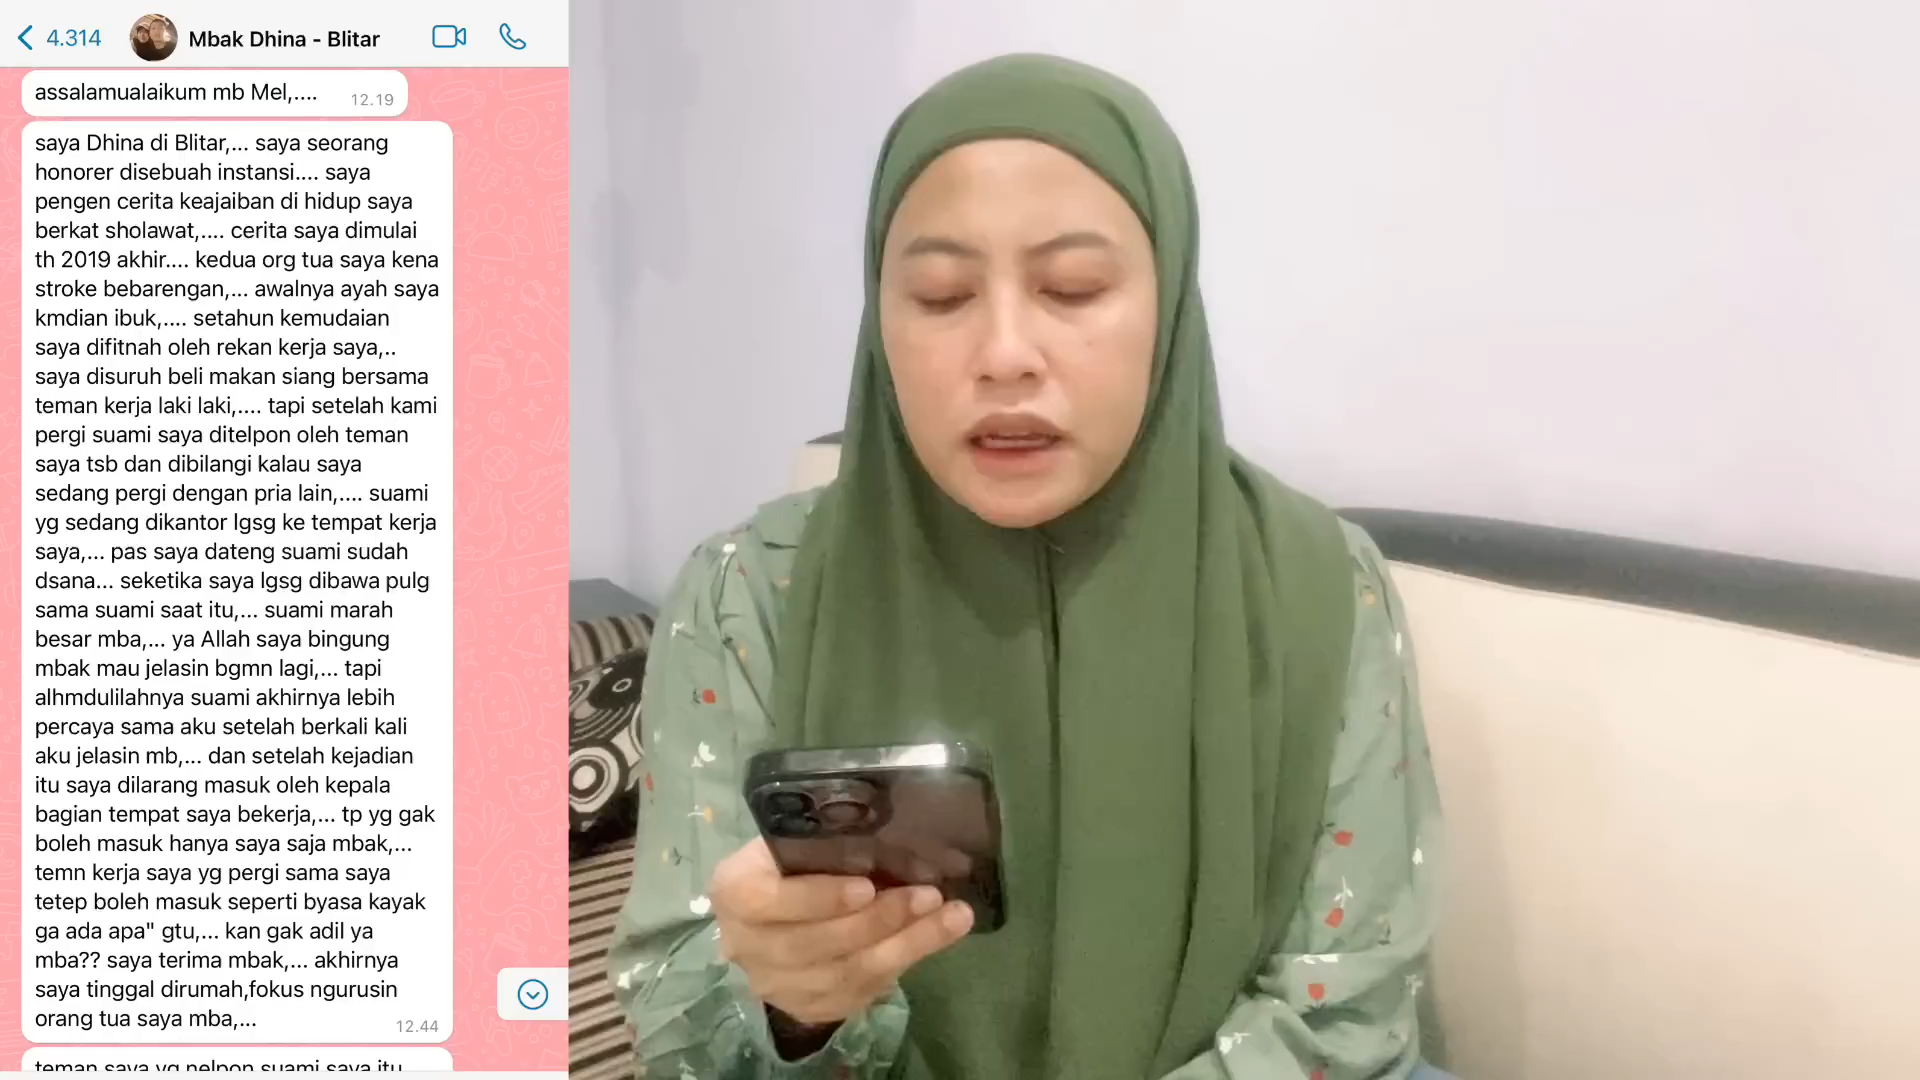 4.314
Mbak Dhina - Blitar
assalamualaikum mb Mel,....
12.19
saya Dhina di Blitar,... saya seorang
honorer disebuah instansi.... saya
pengen cerita keajaiban di hidup saya
berkat sholawat,.... cerita saya dimulai
th 2019 akhir.... kedua org tua saya kena
stroke bebarengan,... awalnya ayah saya
kmdian ibuk,.... setahun kemudaian
saya difitnah oleh rekan kerja saya,..
saya disuruh beli makan siang bersama
teman kerja laki laki,.... tapi setelah kami
pergi suami saya ditelpon oleh teman
saya tsb dan dibilangi kalau saya
sedang pergi dengan pria lain,.... suami
yg sedang dikantor lgsg ke tempat kerja
saya,... pas saya dateng suami sudah
dsana... seketika saya lgsg dibawa pulg
sama suami saat itu,... suami marah
besar mba,... ya Allah saya bingung
mbak mau jelasin bgmn lagi,... tapi
alhmdulilahnya suami akhirnya lebih
percaya sama aku setelah berkali kali
aku jelasin mb,... dan setelah kejadian
itu saya dilarang masuk oleh kepala
bagian tempat saya bekerja,... tp yg gak
boleh masuk hanya saya saja mbak,...
temn kerja saya yg pergi sama saya
tetep boleh masuk seperti byasa kayak
ga ada apa" gtu,... kan gak adil ya
mba?? saya terima mbak,... akhirnya
saya tinggal dirumah,fokus ngurusin
orang tua saya mba,...
12.44
teman saya yg nelpon suami saya itu